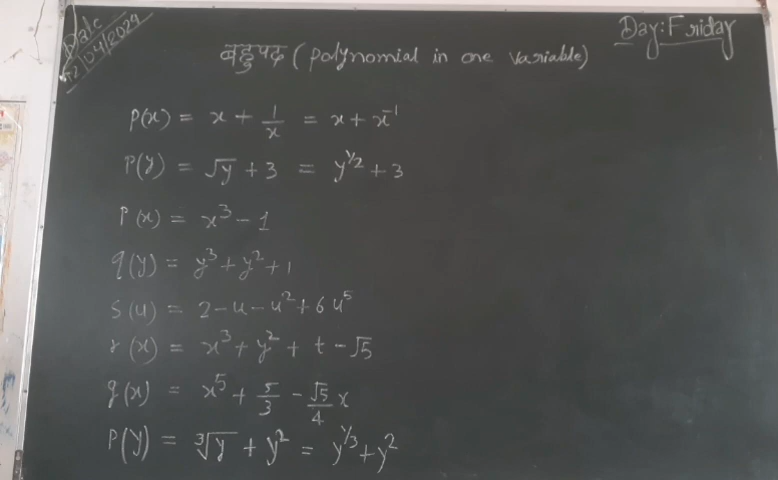 Date
12/04/2024
Day: Friday
बहुपद (polynomial in one variable)
P(x) = x + 1/x = x + x⁻¹
P(y) = √y + 3 = y^1/2 + 3
P(x) = x³ - 1
q(y) = y³ + y² + 1
S(u) = 2 - u - u² + 6u⁵
r(x) = x³ + y² + t - √5
g(x) = x⁵ + 5/3 - √5/4 x
P(y) = ∛y + y² = y^1/3 + y²